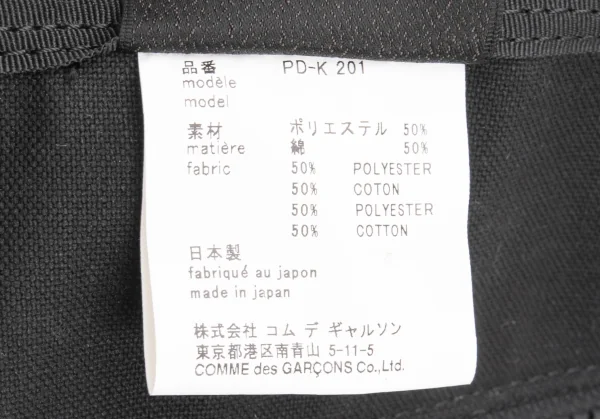 品番 PD-K 201
modèle
model
素材 ポリエステル 50%
matière 綿 50%
fabric 50% POLYESTER
50% COTON
50% POLYESTER
50% COTTON
日本製
fabriqué au japon
made in japan
株式会社 コム デ ギャルソン
東京都港区南青山 5-11-5
COMME des GARÇONS Co.,Ltd.